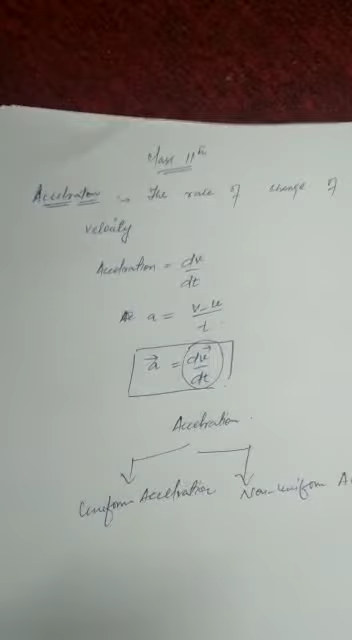 Class 11th
Acceleration → The rate of change of
velocity
Acceleration = dv/dt
a = v-u/t
a⃗ = dv⃗/dt
Acceleration.
Uniform Acceleration Non-uniform A